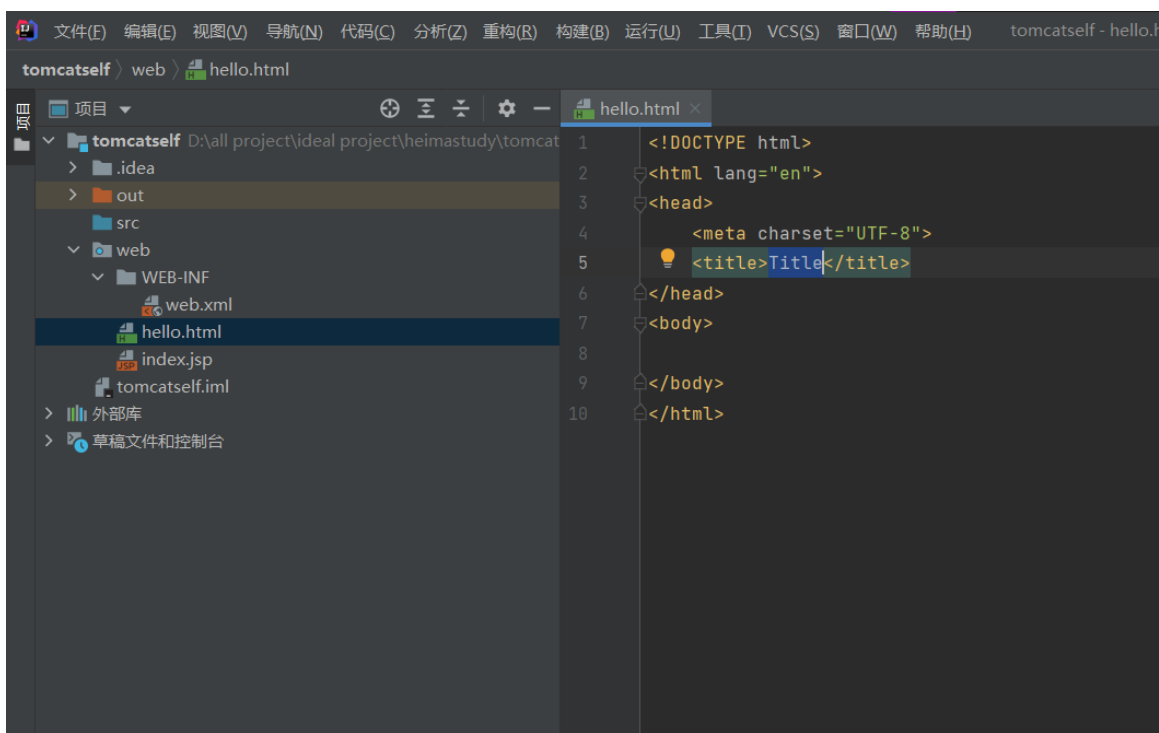 文件(F) 编辑(E) 视图(V) 导航(N) 代码(C) 分析(Z) 重构(R) 构建(B) 运行(U) 工具(T) VCS(S) 窗口(W) 帮助(H) tomcatself - hello.h
tomcatself 〉 web 〉 hello.html
项目
项目
hello.html
tomcatself D:\all project\ideal project\heimastudy\tomcat
.idea
out
src
web
WEB-INF
web.xml
hello.html
index.jsp
tomcatself.iml
外部库
草稿文件和控制台
1 <!DOCTYPE html>
2 <html lang="en">
3 <head>
4 <meta charset="UTF-8">
5 <title>Title</title>
6 </head>
7 <body>
8
9 </body>
10 </html>